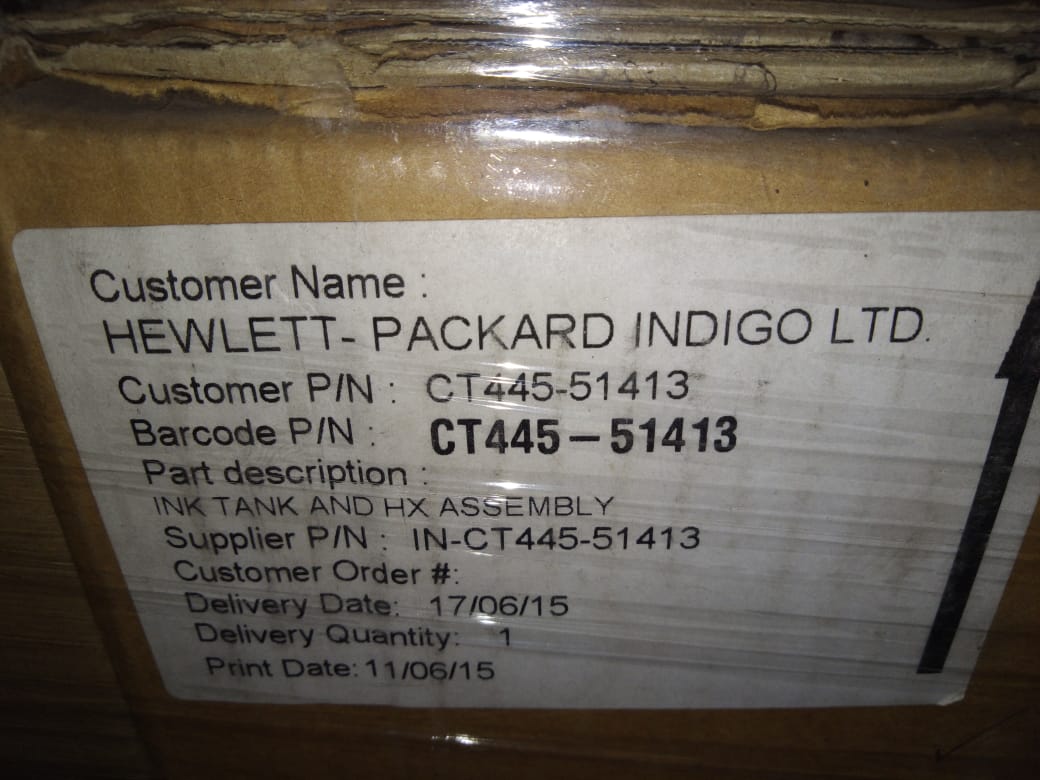 Customer Name :
HEWLETT- PACKARD INDIGO LTD.
Customer P/N : CT445-51413
Barcode P/N : CT445-51413
Part description :
INK TANK AND HX ASSEMBLY
Supplier P/N : IN-CT445-51413
Customer Order #:
Delivery Date: 17/06/15
Delivery Quantity: 1
Print Date: 11/06/15